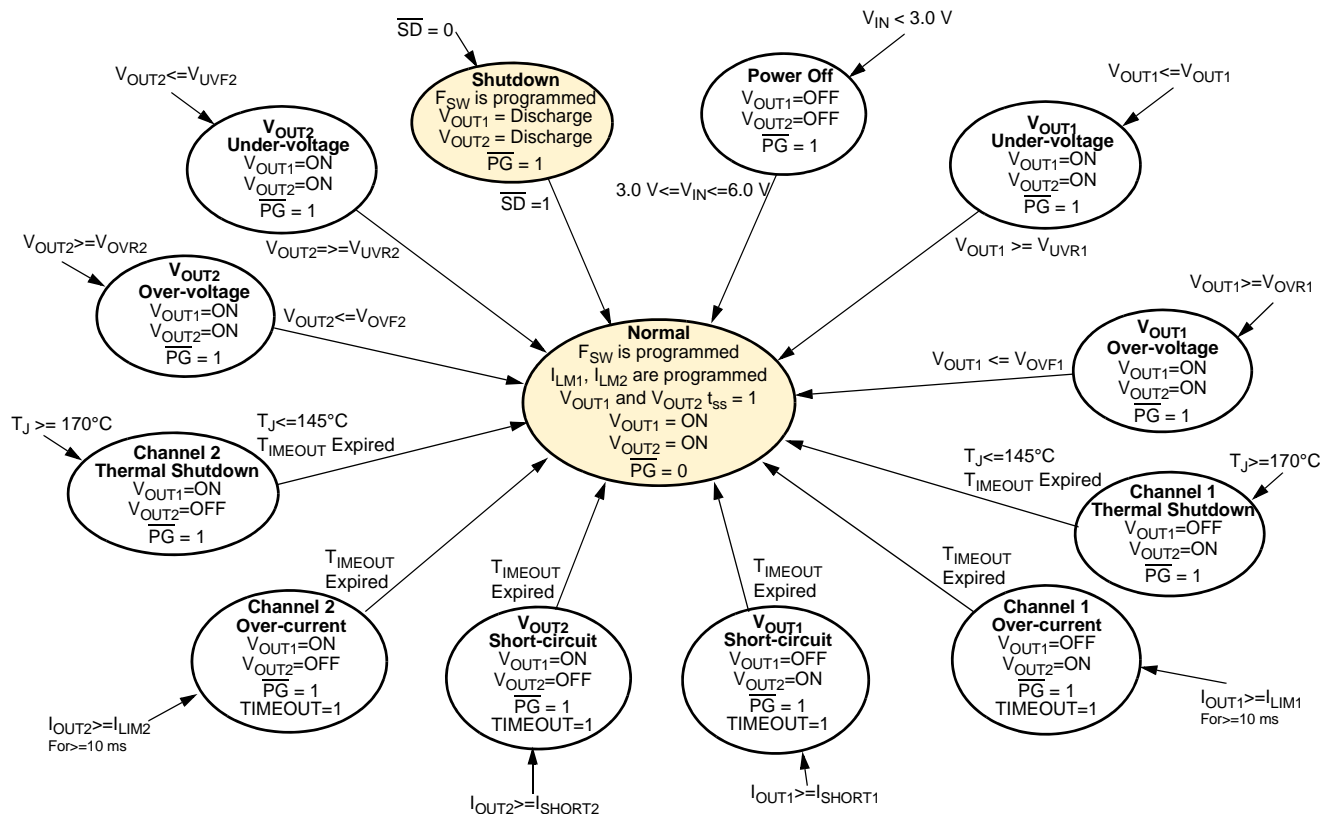 SD = 0
V_IN < 3.0 V
V_OUT2<=V_UVF2
Shutdown
F_SW is programmed
V_OUT1 = Discharge
V_OUT2 = Discharge
PG = 1
Power Off
V_OUT1=OFF
V_OUT2=OFF
PG = 1
V_OUT1<=V_OUT1
V_OUT2
Under-voltage
V_OUT1=ON
V_OUT2=ON
PG = 1
V_OUT1
Under-voltage
V_OUT1=ON
V_OUT2=ON
PG = 1
SD =1
3.0 V<=V_IN<=6.0 V
V_OUT2=>=V_UVR2
V_OUT1 >= V_UVR1
V_OUT2>=V_OVR2
V_OUT2
Over-voltage
V_OUT1=ON
V_OUT2=ON
PG = 1
V_OUT2<=V_OVF2
V_OUT1>=V_OVR1
V_OUT1
Over-voltage
V_OUT1=ON
V_OUT2=ON
PG = 1
V_OUT1 <= V_OVF1
Normal
F_SW is programmed
I_LM1, I_LM2 are programmed
V_OUT1 and V_OUT2 t_ss = 1
V_OUT1 = ON
V_OUT2 = ON
PG = 0
T_J >= 170°C
T_J<=145°C
T_IMEOUT Expired
Channel 2
Thermal Shutdown
V_OUT1=ON
V_OUT2=OFF
PG = 1
T_J<=145°C
T_IMEOUT Expired
T_J>=170°C
Channel 1
Thermal Shutdown
V_OUT1=OFF
V_OUT2=ON
PG = 1
T_IMEOUT
Expired
Channel 2
Over-current
V_OUT1=ON
V_OUT2=OFF
PG = 1
TIMEOUT=1
I_OUT2>=I_LIM2
For>=10 ms
T_IMEOUT
Expired
V_OUT2
Short-circuit
V_OUT1=ON
V_OUT2=OFF
PG = 1
TIMEOUT=1
I_OUT2>=I_SHORT2
T_IMEOUT
Expired
V_OUT1
Short-circuit
V_OUT1=OFF
V_OUT2=ON
PG = 1
TIMEOUT=1
I_OUT1>=I_SHORT1
T_IMEOUT
Expired
Channel 1
Over-current
V_OUT1=OFF
V_OUT2=ON
PG = 1
TIMEOUT=1
I_OUT1>=I_LIM1
For>=10 ms